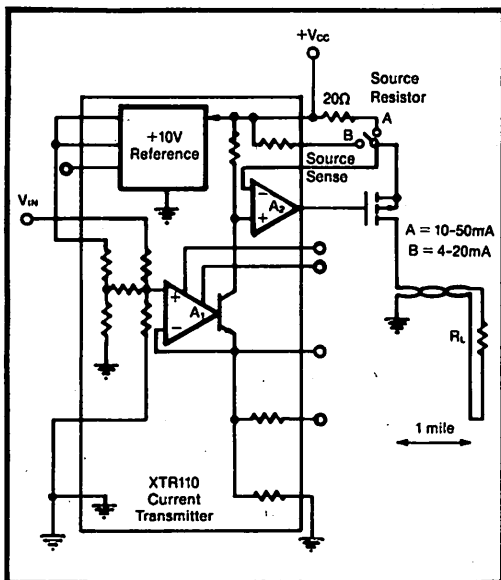 +VCC
Source
Resistor
20Ω
A
B
+10V
Reference
Source
Sense
VIN
−
A2
+
A = 10-50mA
B = 4-20mA
+
A1
−
RL
1 mile
XTR110
Current
Transmitter